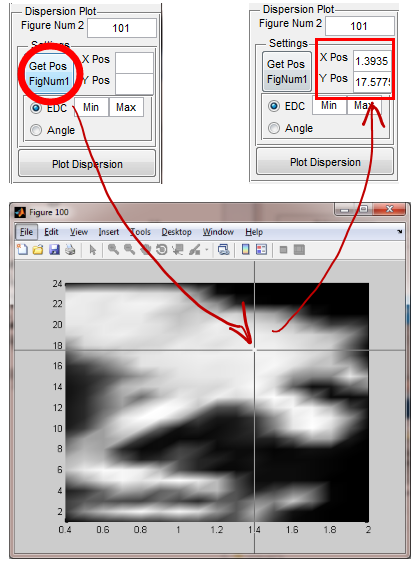 Dispersion Plot
Figure Num 2 101
Settings
Get Pos FigNum1
X Pos
Y Pos
EDC Min Max
Angle
Plot Dispersion
Dispersion Plot
Figure Num 2 101
Settings
Get Pos FigNum1
X Pos 1.3935
Y Pos 17.577
EDC Min Max
Angle
Plot Dispersion
Figure 100
File Edit View Insert Tools Desktop Window Help
24
22
20
18
16
14
12
10
8
6
4
2
0.4 0.6 0.8 1 1.2 1.4 1.6 1.8 2